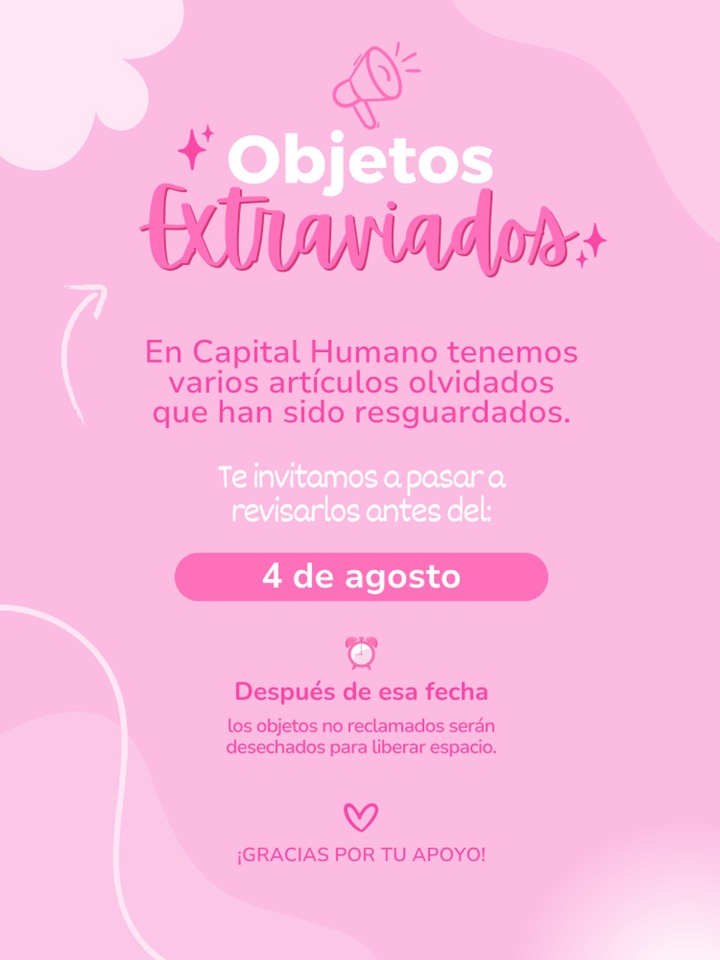 Objetos
Extraviados
En Capital Humano tenemos
varios artículos olvidados
que han sido resguardados.
Te invitamos a pasar a
revisarlos antes del:
4 de agosto
Después de esa fecha
los objetos no reclamados serán
desechados para liberar espacio.
¡GRACIAS POR TU APOYO!